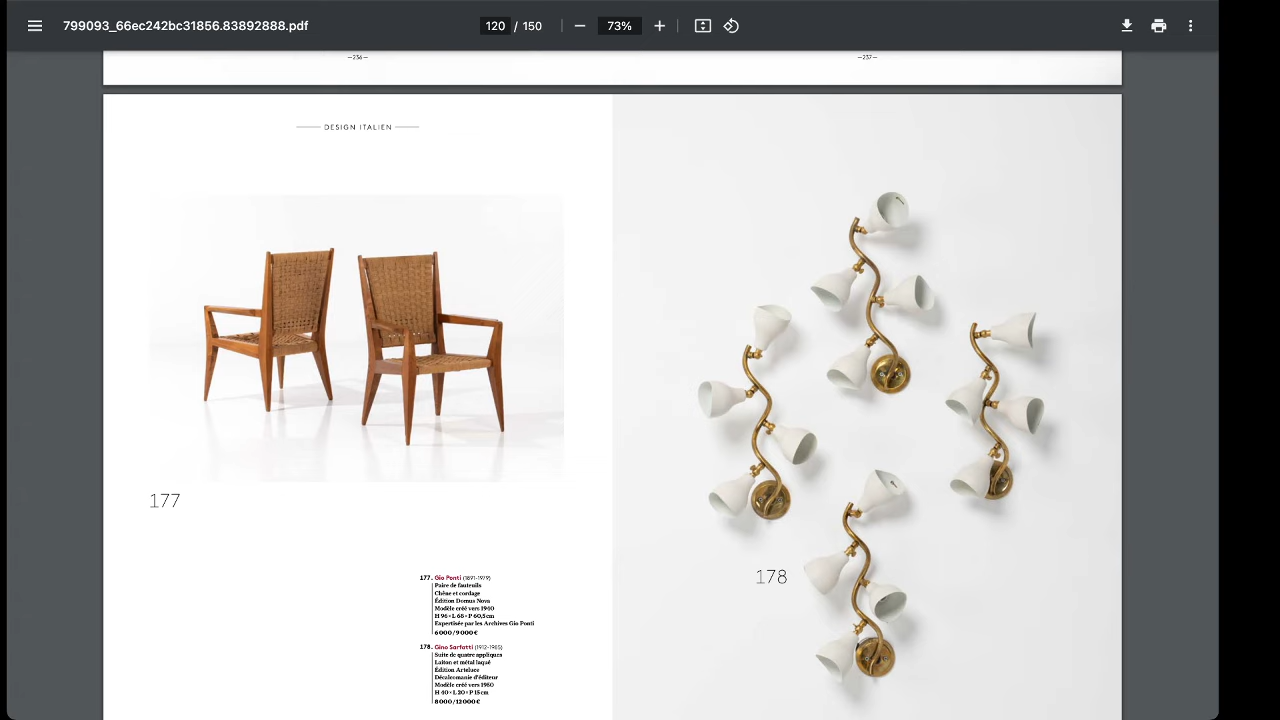 799093_66ec242bc31856.83892888.pdf
120 / 150
73%
—236—
—237—
DESIGN ITALIEN
177
178
177. Gio Ponti (1891-1979)
Paire de fauteuils
Chêne et cordage
Édition Domus Nova
Modèle créé vers 1940
H 96 × L 68 × P 60,5 cm
Expertisée par les Archives Gio Ponti
6 000 / 9 000 €
178. Gino Sarfatti (1912-1985)
Suite de quatre appliques
Laiton et métal laqué
Édition Arteluce
Décalcomanie d'éditeur
Modèle créé vers 1950
H 40 × L 20 × P 15 cm
8 000 / 12 000 €